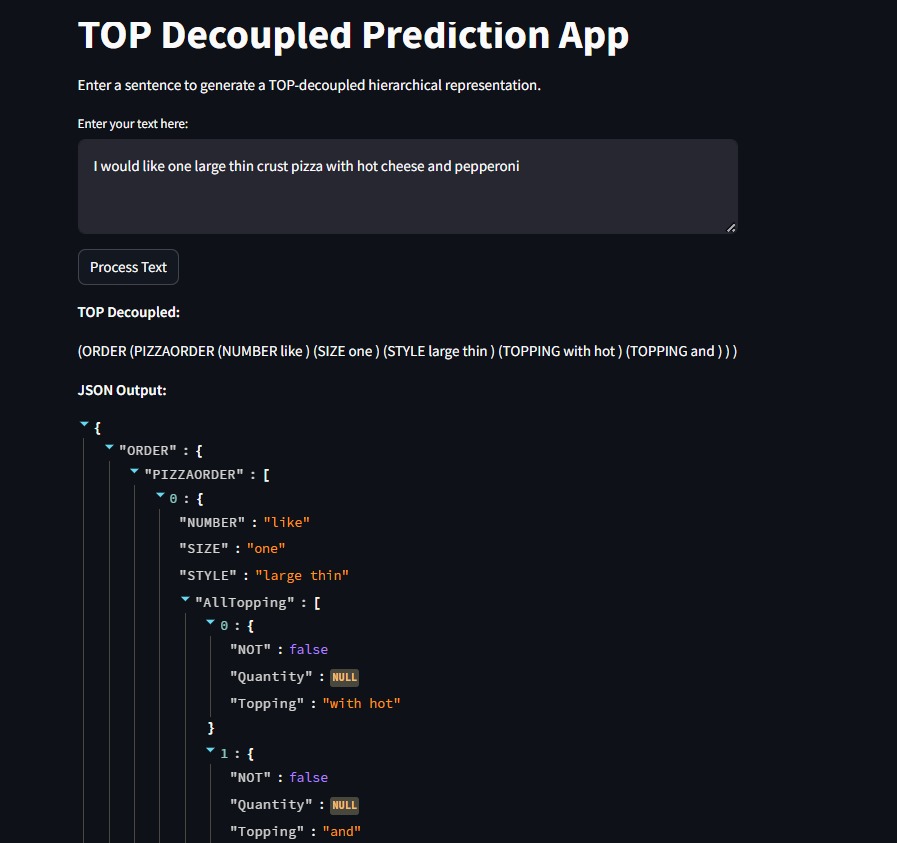 TOP Decoupled Prediction App
Enter a sentence to generate a TOP-decoupled hierarchical representation.
Enter your text here:
I would like one large thin crust pizza with hot cheese and pepperoni
Process Text
TOP Decoupled:
(ORDER (PIZZAORDER (NUMBER like ) (SIZE one ) (STYLE large thin ) (TOPPING with hot ) (TOPPING and ) ) )
JSON Output:
{
"ORDER" : {
"PIZZAORDER" : [
0 : {
"NUMBER" : "like"
"SIZE" : "one"
"STYLE" : "large thin"
"AllTopping" : [
0 : {
"NOT" : false
"Quantity" : NULL
"Topping" : "with hot"
}
1 : {
"NOT" : false
"Quantity" : NULL
"Topping" : "and"